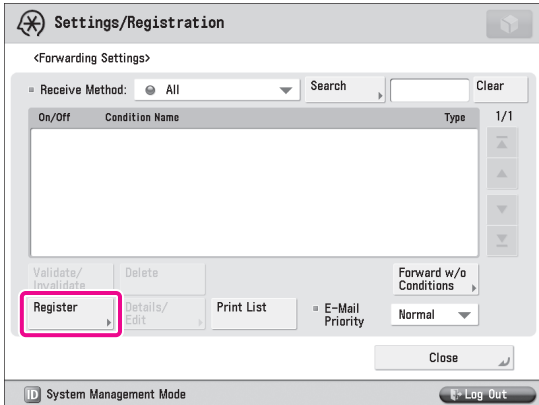 Settings/Registration
<Forwarding Settings>
Receive Method: All Search Clear
On/Off Condition Name Type 1/1
Validate/
Invalidate
Delete
Forward w/o
Conditions
Register
Details/
Edit
Print List
E-Mail
Priority
Normal
Close
ID System Management Mode Log Out